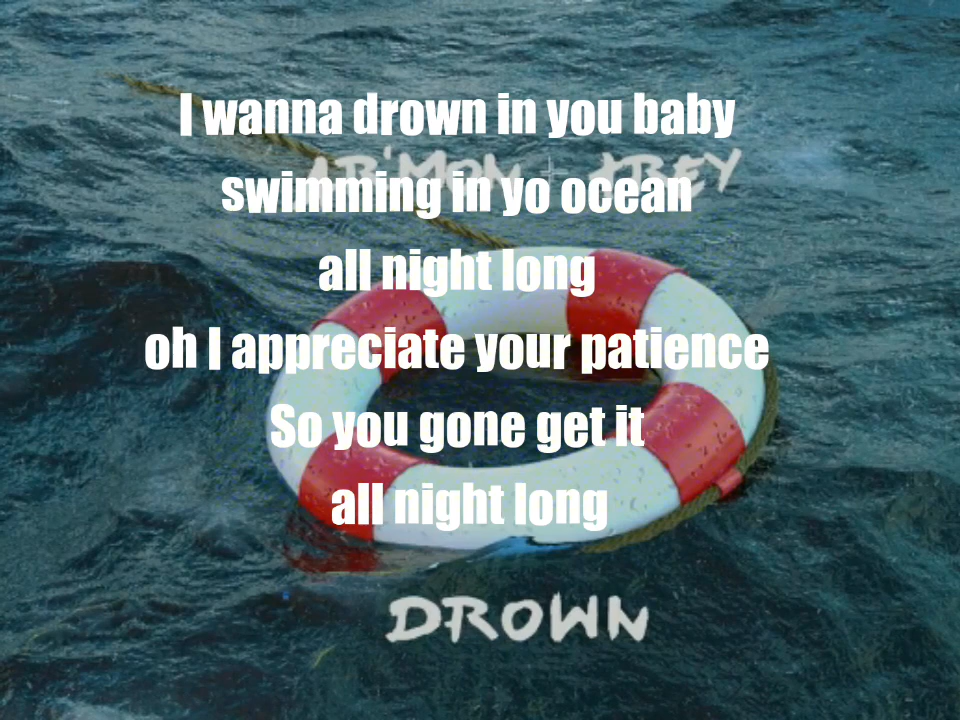 I wanna drown in you baby
AB'MON + ABEY
swimming in yo ocean
all night long
oh I appreciate your patience
So you gone get it
all night long
DROWN